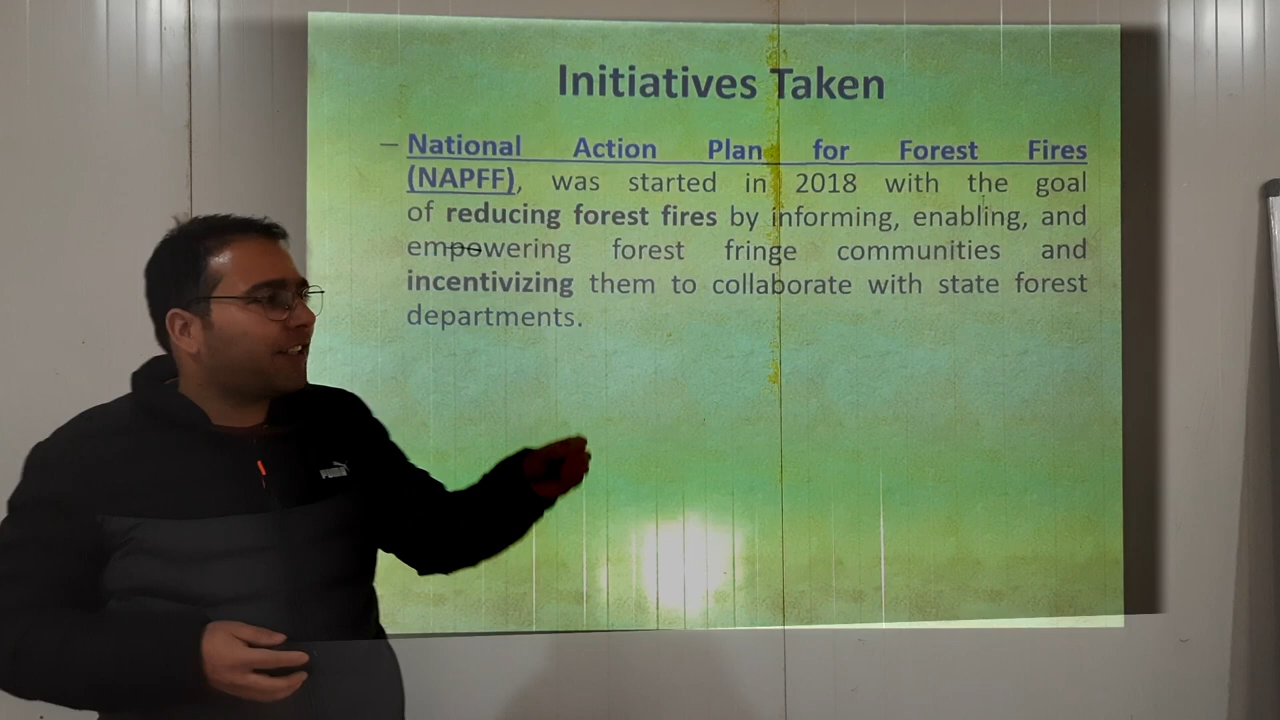 Initiatives Taken
– National Action Plan for Forest Fires
(NAPFF), was started in 2018 with the goal
of reducing forest fires by informing, enabling, and
empowering forest fringe communities and
incentivizing them to collaborate with state forest
departments.
PUMA